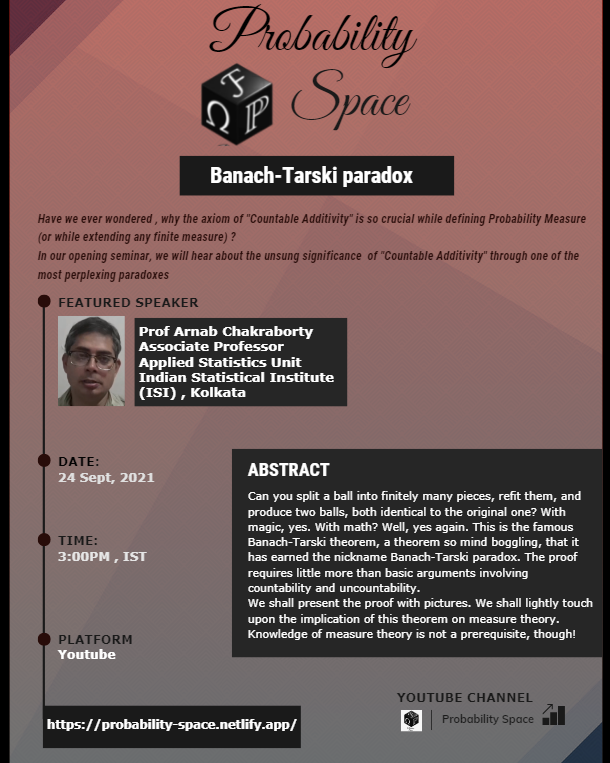 Probability
Space
F
Ω
P
Banach-Tarski paradox
Have we ever wondered , why the axiom of "Countable Additivity" is so crucial while defining Probability Measure
(or while extending any finite measure) ?
In our opening seminar, we will hear about the unsung significance of "Countable Additivity" through one of the
most perplexing paradoxes
FEATURED SPEAKER
Prof Arnab Chakraborty
Associate Professor
Applied Statistics Unit
Indian Statistical Institute
(ISI) , Kolkata
DATE:
24 Sept, 2021
TIME:
3:00PM , IST
PLATFORM
Youtube
https://probability-space.netlify.app/
ABSTRACT
Can you split a ball into finitely many pieces, refit them, and
produce two balls, both identical to the original one? With
magic, yes. With math? Well, yes again. This is the famous
Banach-Tarski theorem, a theorem so mind boggling, that it
has earned the nickname Banach-Tarski paradox. The proof
requires little more than basic arguments involving
countability and uncountability.
We shall present the proof with pictures. We shall lightly touch
upon the implication of this theorem on measure theory.
Knowledge of measure theory is not a prerequisite, though!
YOUTUBE CHANNEL
Probability Space